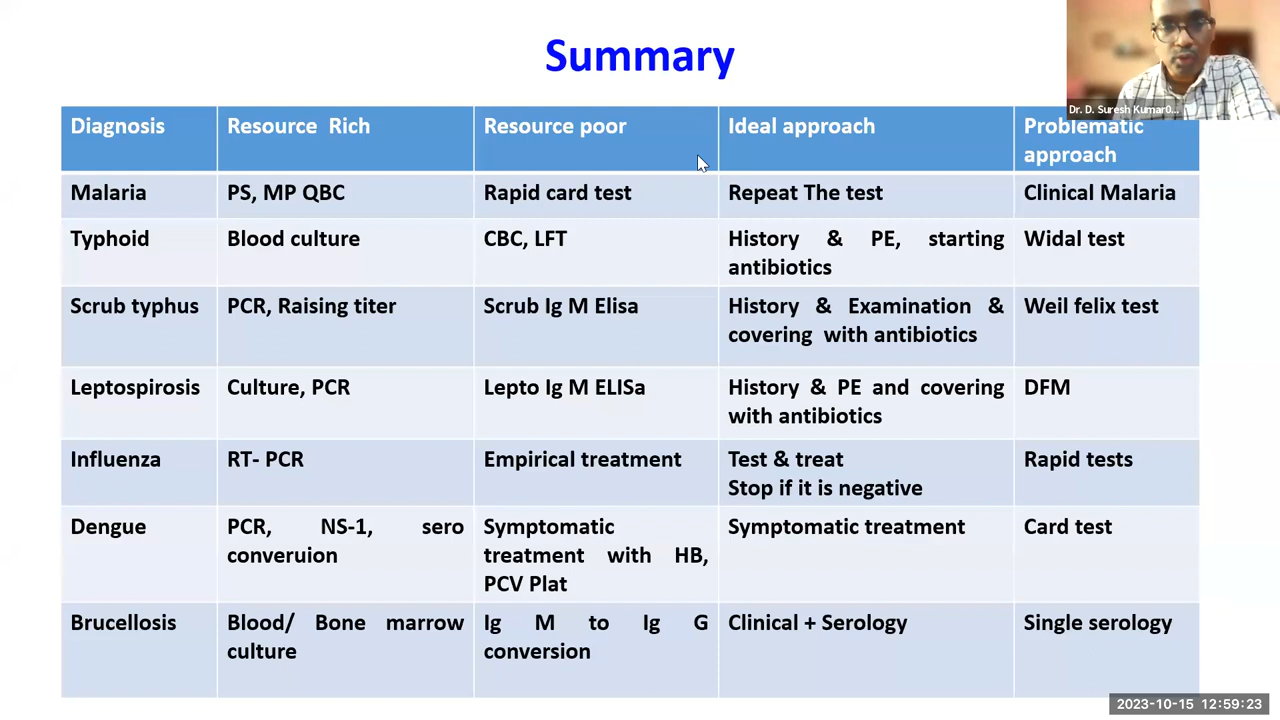 Summary
Dr. D. Suresh Kumar0...
Diagnosis
Resource Rich
Resource poor
Ideal approach
Problematic
approach
Malaria
PS, MP QBC
Rapid card test
Repeat The test
Clinical Malaria
Typhoid
Blood culture
CBC, LFT
History & PE, starting
antibiotics
Widal test
Scrub typhus
PCR, Raising titer
Scrub Ig M Elisa
History & Examination &
covering with antibiotics
Weil felix test
Leptospirosis
Culture, PCR
Lepto Ig M ELISa
History & PE and covering
with antibiotics
DFM
Influenza
RT- PCR
Empirical treatment
Test & treat
Stop if it is negative
Rapid tests
Dengue
PCR, NS-1, sero
converuion
Symptomatic
treatment with HB,
PCV Plat
Symptomatic treatment
Card test
Brucellosis
Blood/ Bone marrow
culture
Ig M to Ig G
conversion
Clinical + Serology
Single serology
2023-10-15 12:59:23